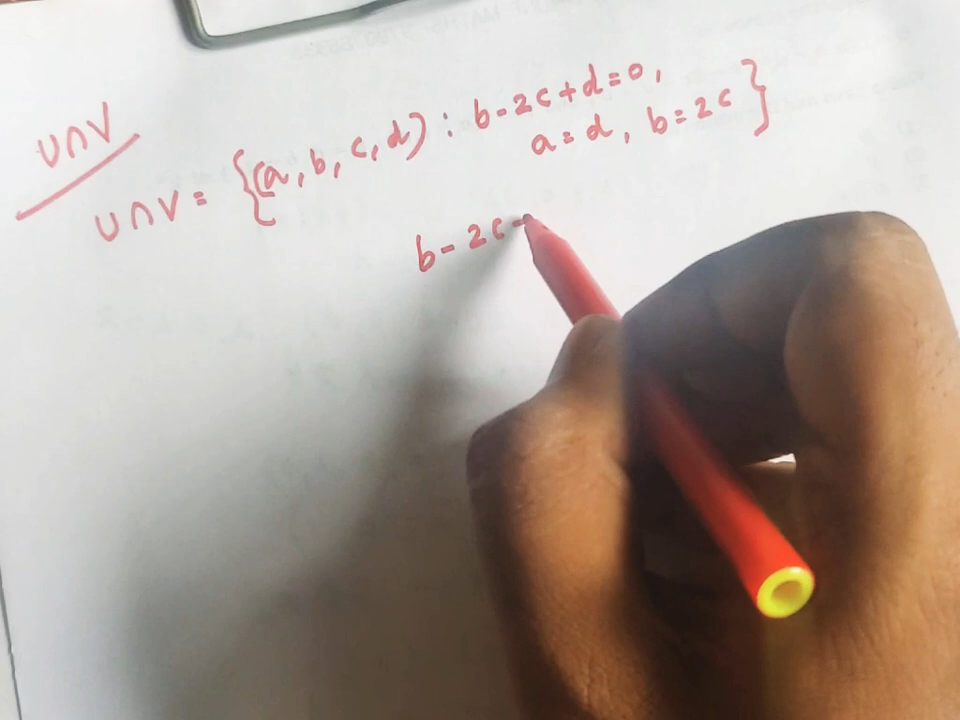 U∩V
U∩V = {(a, b, c, d) : b - 2c + d = 0,
a = d, b = 2c}
b - 2c -